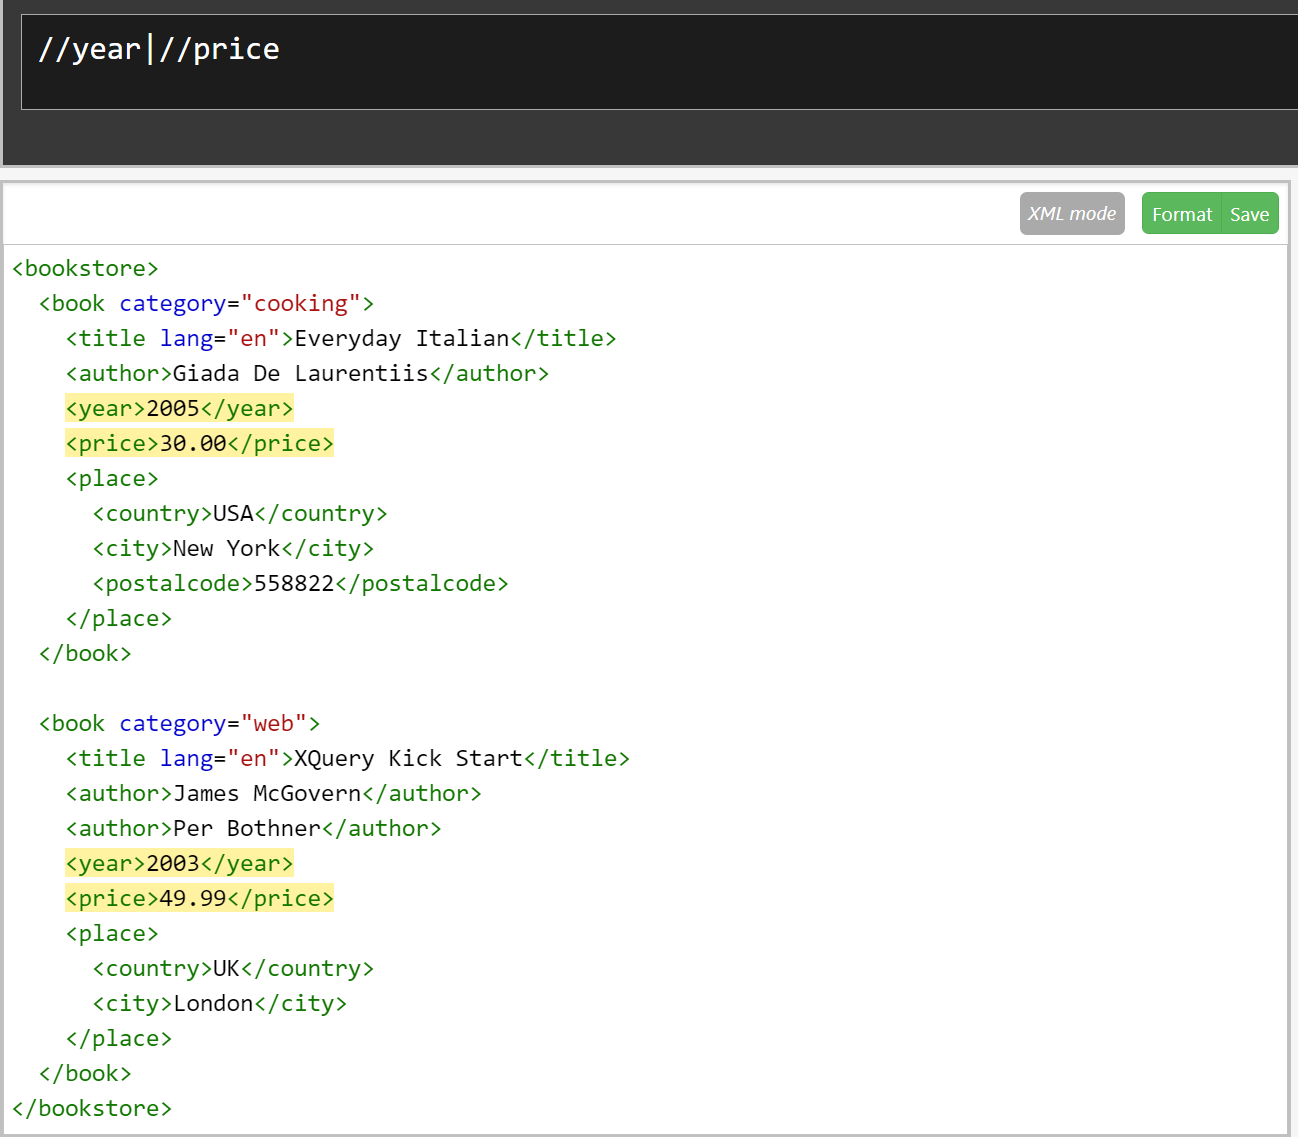 //year|//price
XML mode Format Save
<bookstore>
  <book category="cooking">
    <title lang="en">Everyday Italian</title>
    <author>Giada De Laurentiis</author>
    <year>2005</year>
    <price>30.00</price>
    <place>
      <country>USA</country>
      <city>New York</city>
      <postalcode>558822</postalcode>
    </place>
  </book>

  <book category="web">
    <title lang="en">XQuery Kick Start</title>
    <author>James McGovern</author>
    <author>Per Bothner</author>
    <year>2003</year>
    <price>49.99</price>
    <place>
      <country>UK</country>
      <city>London</city>
    </place>
  </book>
</bookstore>